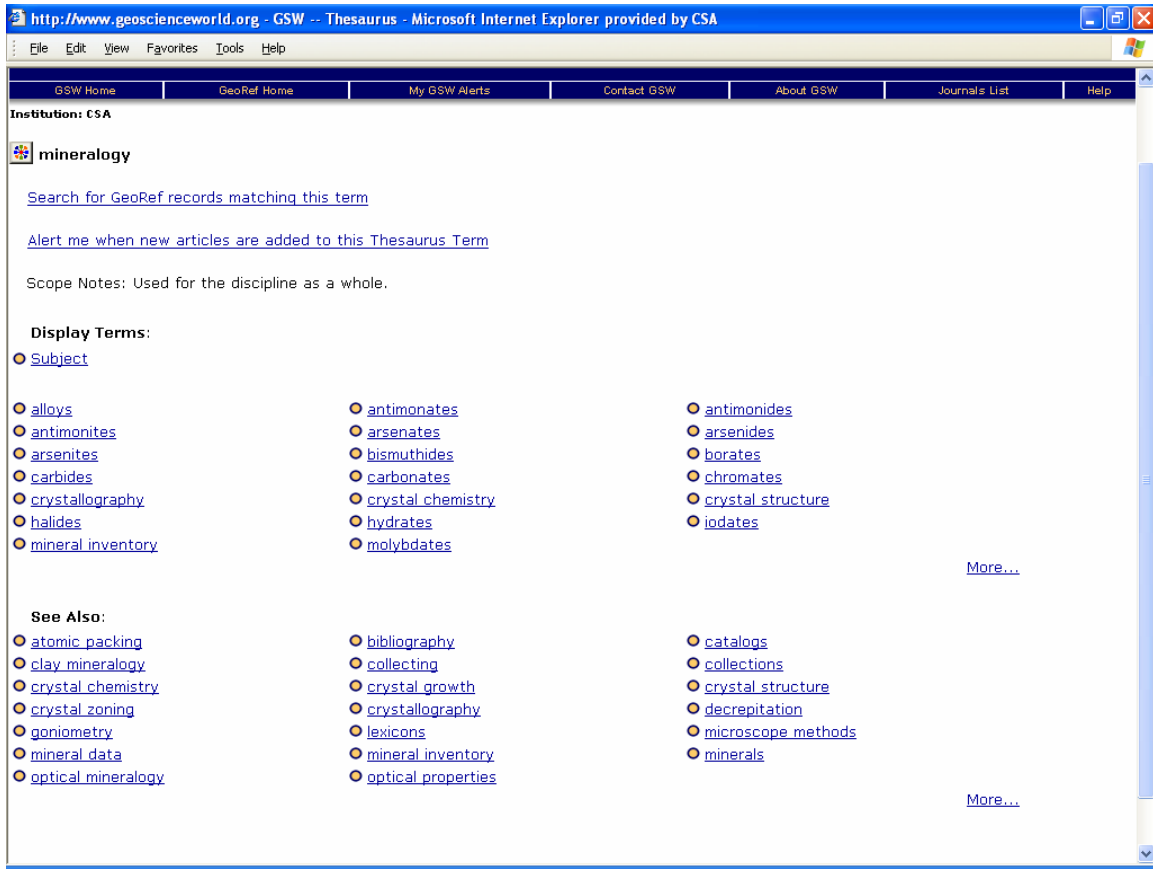 http://www.geoscienceworld.org - GSW -- Thesaurus - Microsoft Internet Explorer provided by CSA
File Edit View Favorites Tools Help
GSW Home GeoRef Home My GSW Alerts Contact GSW About GSW Journals List Help
Institution: CSA
mineralogy
Search for GeoRef records matching this term
Alert me when new articles are added to this Thesaurus Term
Scope Notes: Used for the discipline as a whole.
Display Terms:
Subject
alloys antimonates antimonides
antimonites arsenates arsenides
arsenites bismuthides borates
carbides carbonates chromates
crystallography crystal chemistry crystal structure
halides hydrates iodates
mineral inventory molybdates
More...
See Also:
atomic packing bibliography catalogs
clay mineralogy collecting collections
crystal chemistry crystal growth crystal structure
crystal zoning crystallography decrepitation
goniometry lexicons microscope methods
mineral data mineral inventory minerals
optical mineralogy optical properties
More...